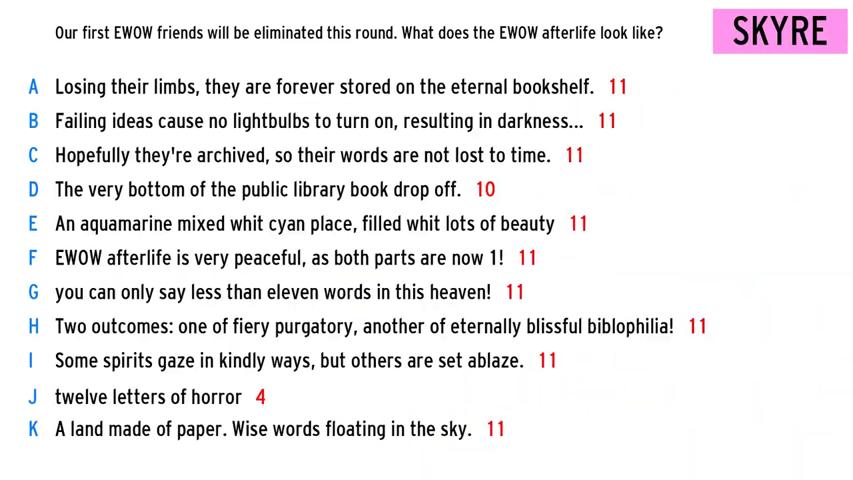 Our first EWOW friends will be eliminated this round. What does the EWOW afterlife look like?
SKYRE
A Losing their limbs, they are forever stored on the eternal bookshelf. 11
B Failing ideas cause no lightbulbs to turn on, resulting in darkness... 11
C Hopefully they're archived, so their words are not lost to time. 11
D The very bottom of the public library book drop off. 10
E An aquamarine mixed whit cyan place, filled whit lots of beauty 11
F EWOW afterlife is very peaceful, as both parts are now 1! 11
G you can only say less than eleven words in this heaven! 11
H Two outcomes: one of fiery purgatory, another of eternally blissful biblophilia! 11
I Some spirits gaze in kindly ways, but others are set ablaze. 11
J twelve letters of horror 4
K A land made of paper. Wise words floating in the sky. 11